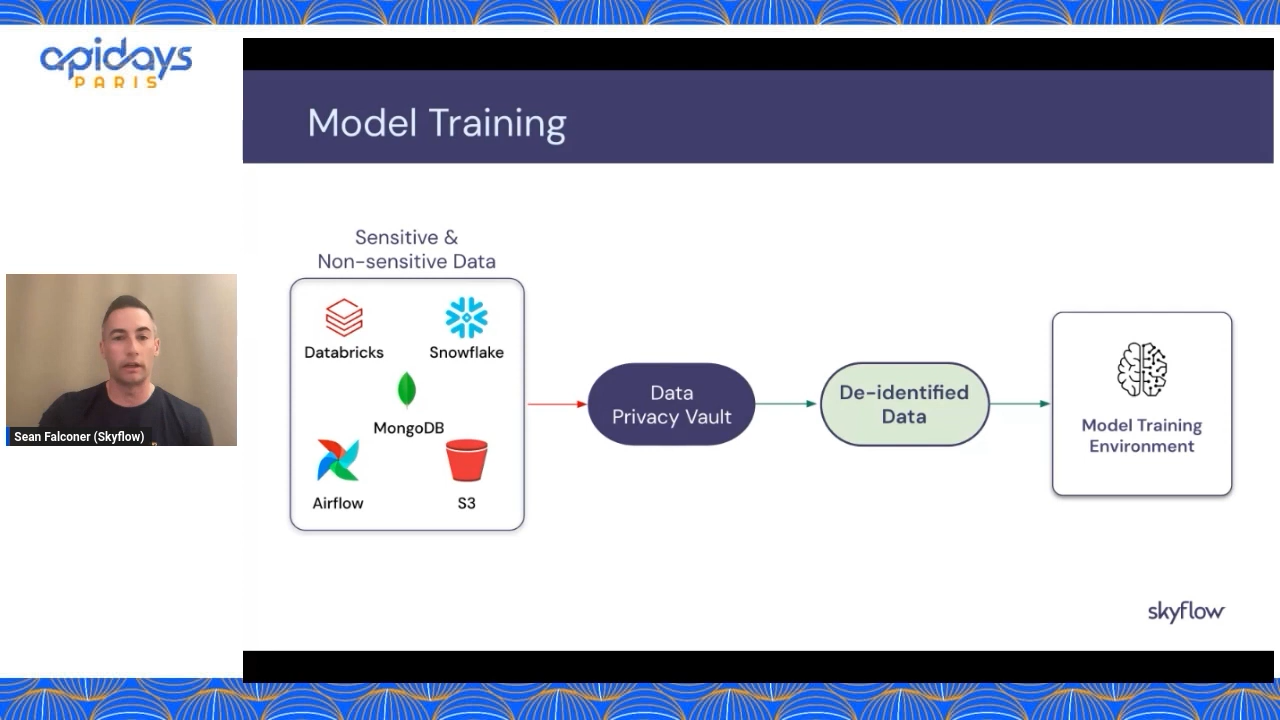 apidays
PARIS
Model Training
Sensitive &
Non-sensitive Data
Databricks
Snowflake
MongoDB
Airflow
S3
Data
Privacy Vault
De-identified
Data
Model Training
Environment
Sean Falconer (Skyflow)
skyflow